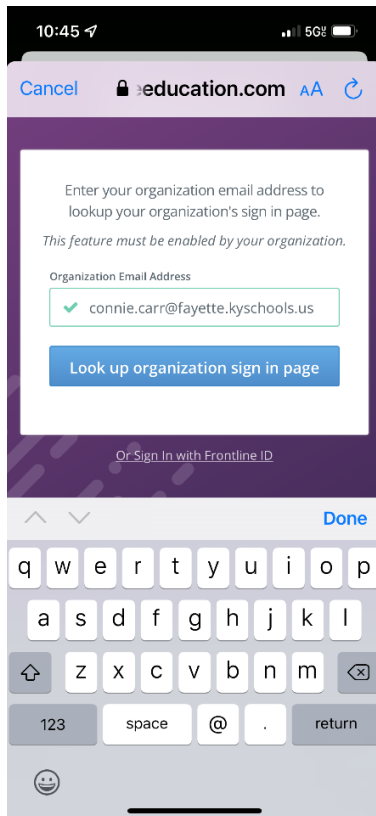 10:45 5G
Cancel education.com AA
Enter your organization email address to
lookup your organization's sign in page.
This feature must be enabled by your organization.
Organization Email Address
connie.carr@fayette.kyschools.us
Look up organization sign in page
Or Sign In with Frontline ID
Done
q w e r t y u i o p
a s d f g h j k l
z x c v b n m
123 space @ . return